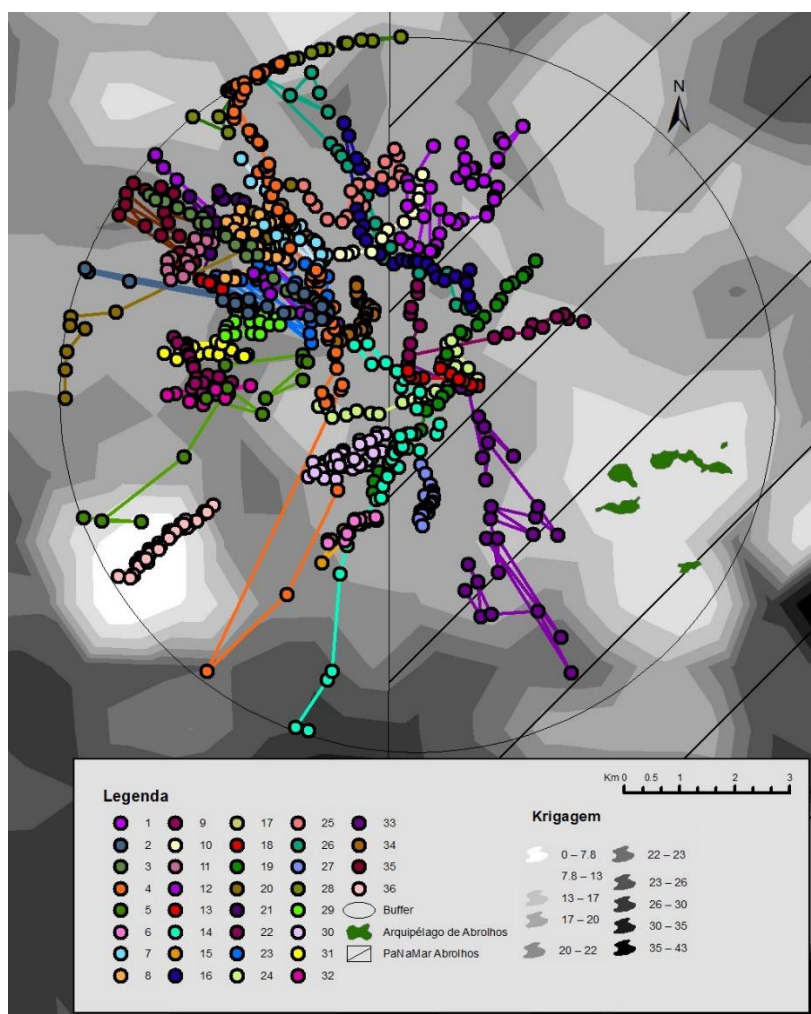 N
Km 0 0.5 1 2 3
Legenda
Krigagem
1 9 17 25 33
2 10 18 26 34
3 11 19 27 35
4 12 20 28 36
5 13 21 29 Buffer
6 14 22 30 Arquipélago de Abrolhos
7 15 23 31 PaNaMar Abrolhos
8 16 24 32
0 – 7.8 22 – 23
7.8 – 13 23 – 26
13 – 17 26 – 30
17 – 20 30 – 35
20 – 22 35 – 43